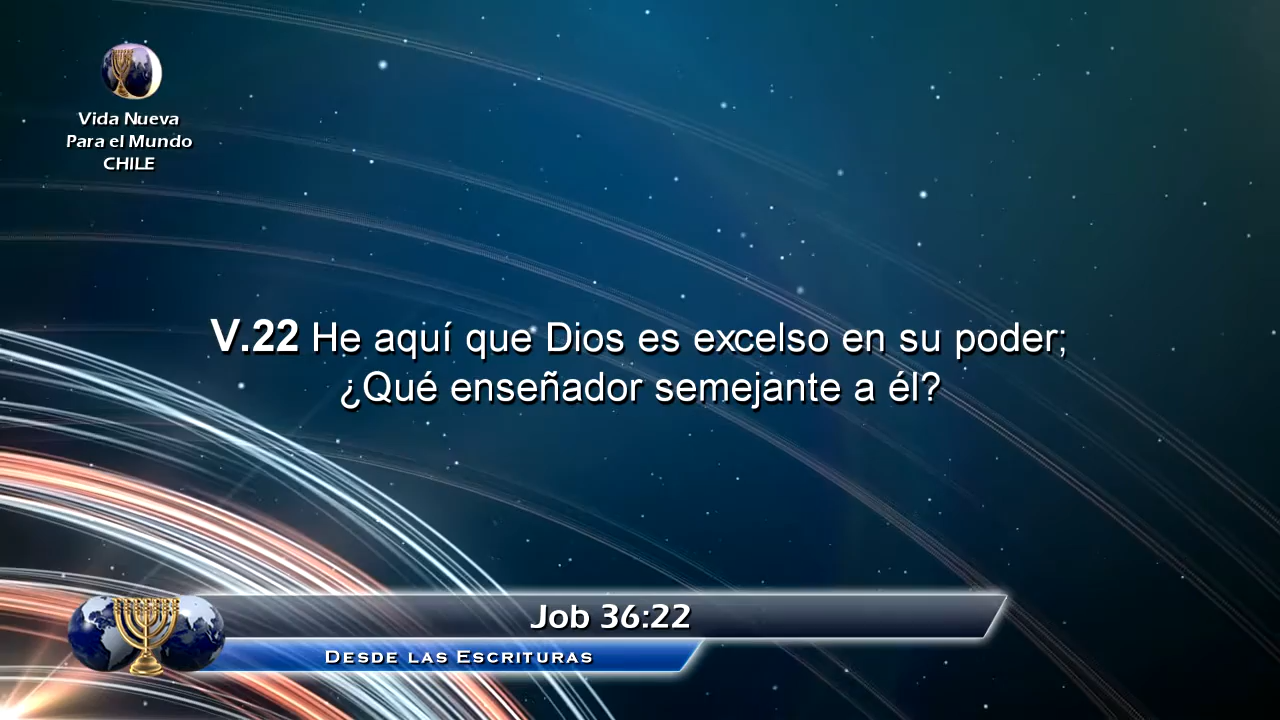 Vida Nueva
Para el Mundo
CHILE
V.22 He aquí que Dios es excelso en su poder;
¿Qué enseñador semejante a él?
Job 36:22
DESDE LAS ESCRITURAS